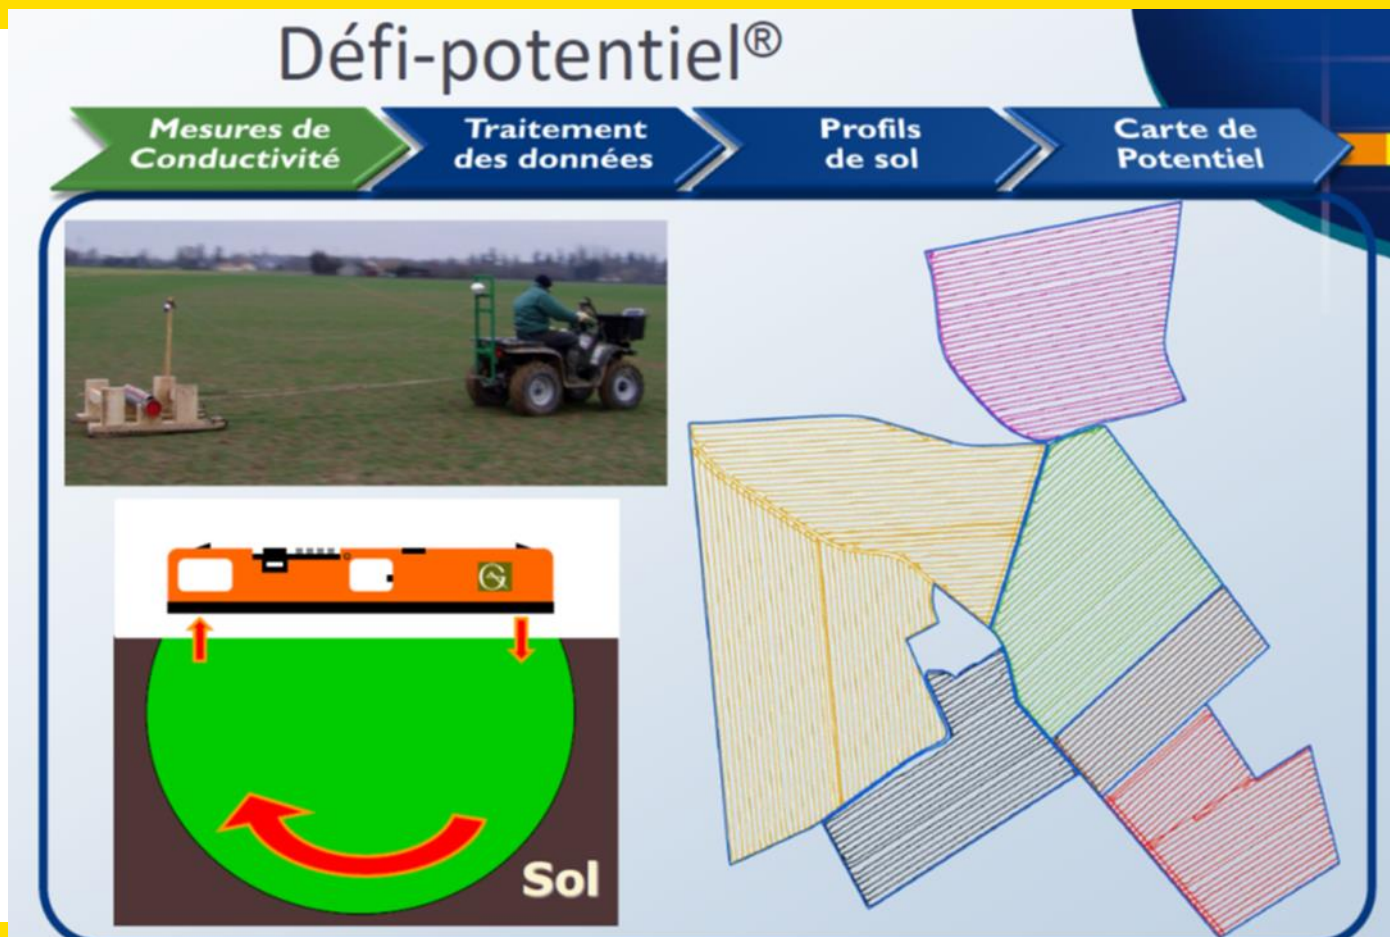 Défi-potentiel®
Mesures de
Conductivité
Traitement
des données
Profils
de sol
Carte de
Potentiel
Sol